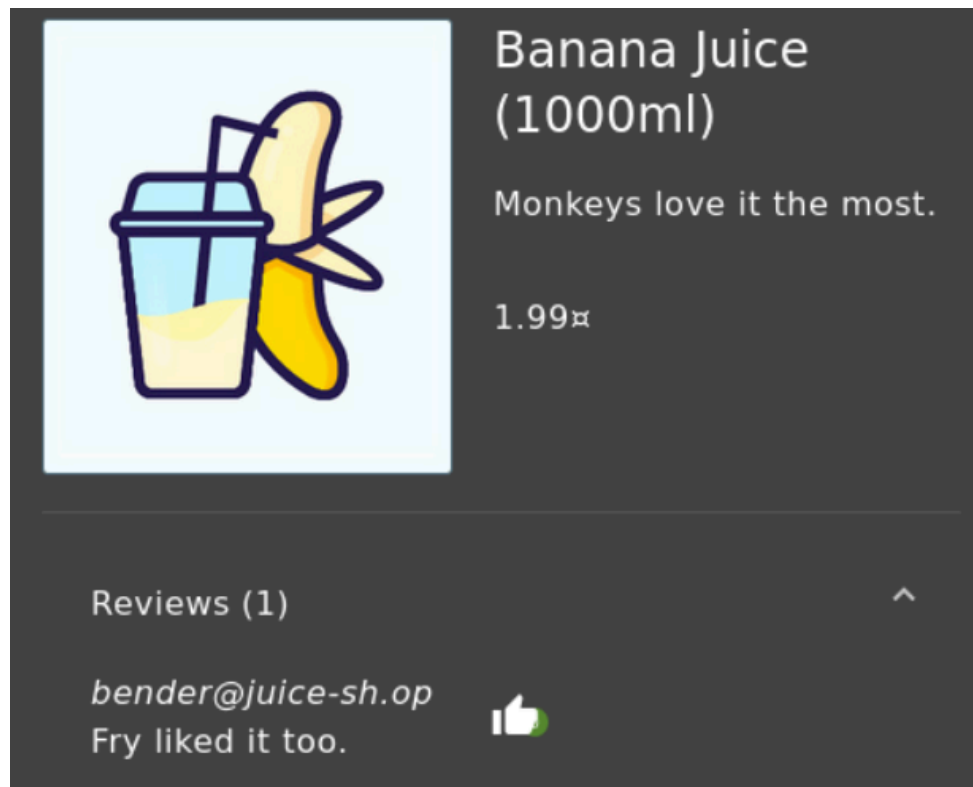 Banana Juice
(1000ml)
Monkeys love it the most.
1.99¤
Reviews (1)
bender@juice-sh.op
Fry liked it too.